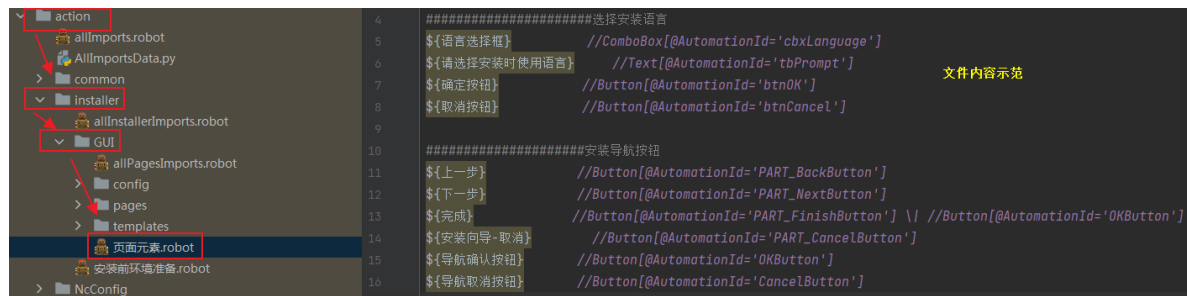 action
allImports.robot
AllImportsData.py
common
installer
allInstallerImports.robot
GUI
allPagesImports.robot
config
pages
templates
页面元素.robot
安装前环境准备.robot
NcConfig
4 ######################选择安装语言
5 ${语言选择框} //ComboBox[@AutomationId='cbxLanguage']
6 ${请选择安装时使用语言} //Text[@AutomationId='tbPrompt']
7 ${确定按钮} //Button[@AutomationId='btnOK']
8 ${取消按钮} //Button[@AutomationId='btnCancel']
9
10 #####################安装导航按钮
11 ${上一步} //Button[@AutomationId='PART_BackButton']
12 ${下一步} //Button[@AutomationId='PART_NextButton']
13 ${完成} //Button[@AutomationId='PART_FinishButton'] \| //Button[@AutomationId='OKButton']
14 ${安装向导-取消} //Button[@AutomationId='PART_CancelButton']
15 ${导航确认按钮} //Button[@AutomationId='OKButton']
16 ${导航取消按钮} //Button[@AutomationId='CancelButton']
文件内容示范